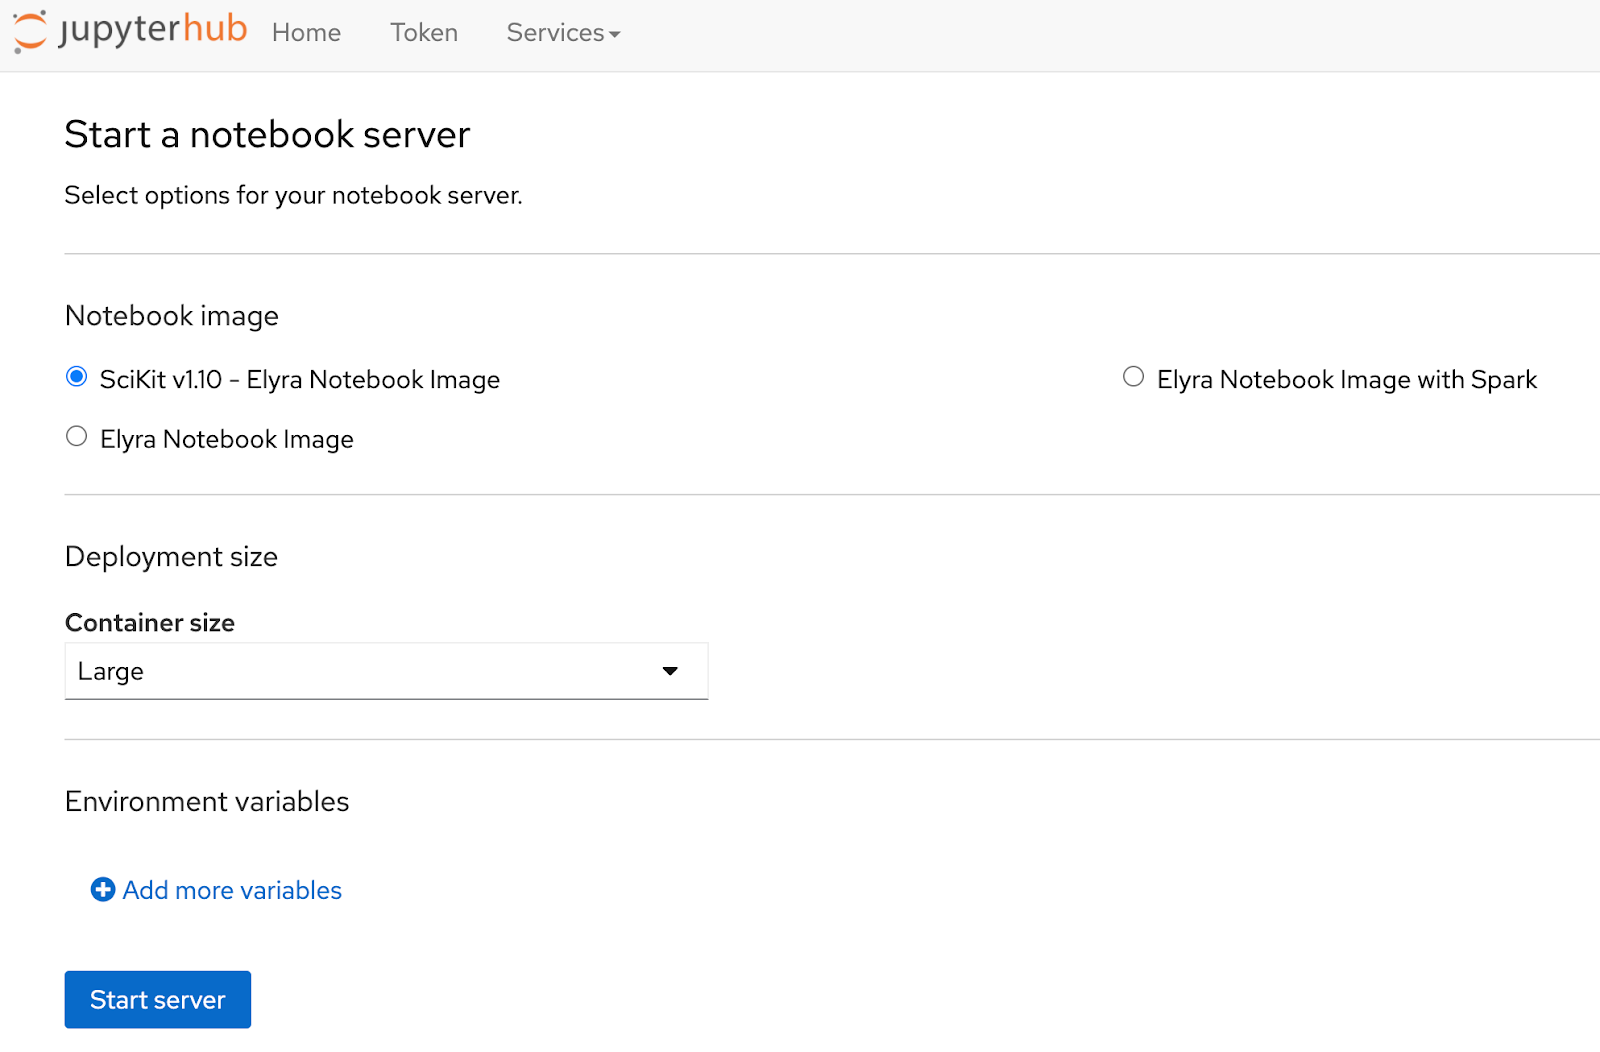 jupyterhub Home Token Services
Start a notebook server
Select options for your notebook server.
Notebook image
SciKit v1.10 - Elyra Notebook Image
Elyra Notebook Image with Spark
Elyra Notebook Image
Deployment size
Container size
Large
Environment variables
Add more variables
Start server